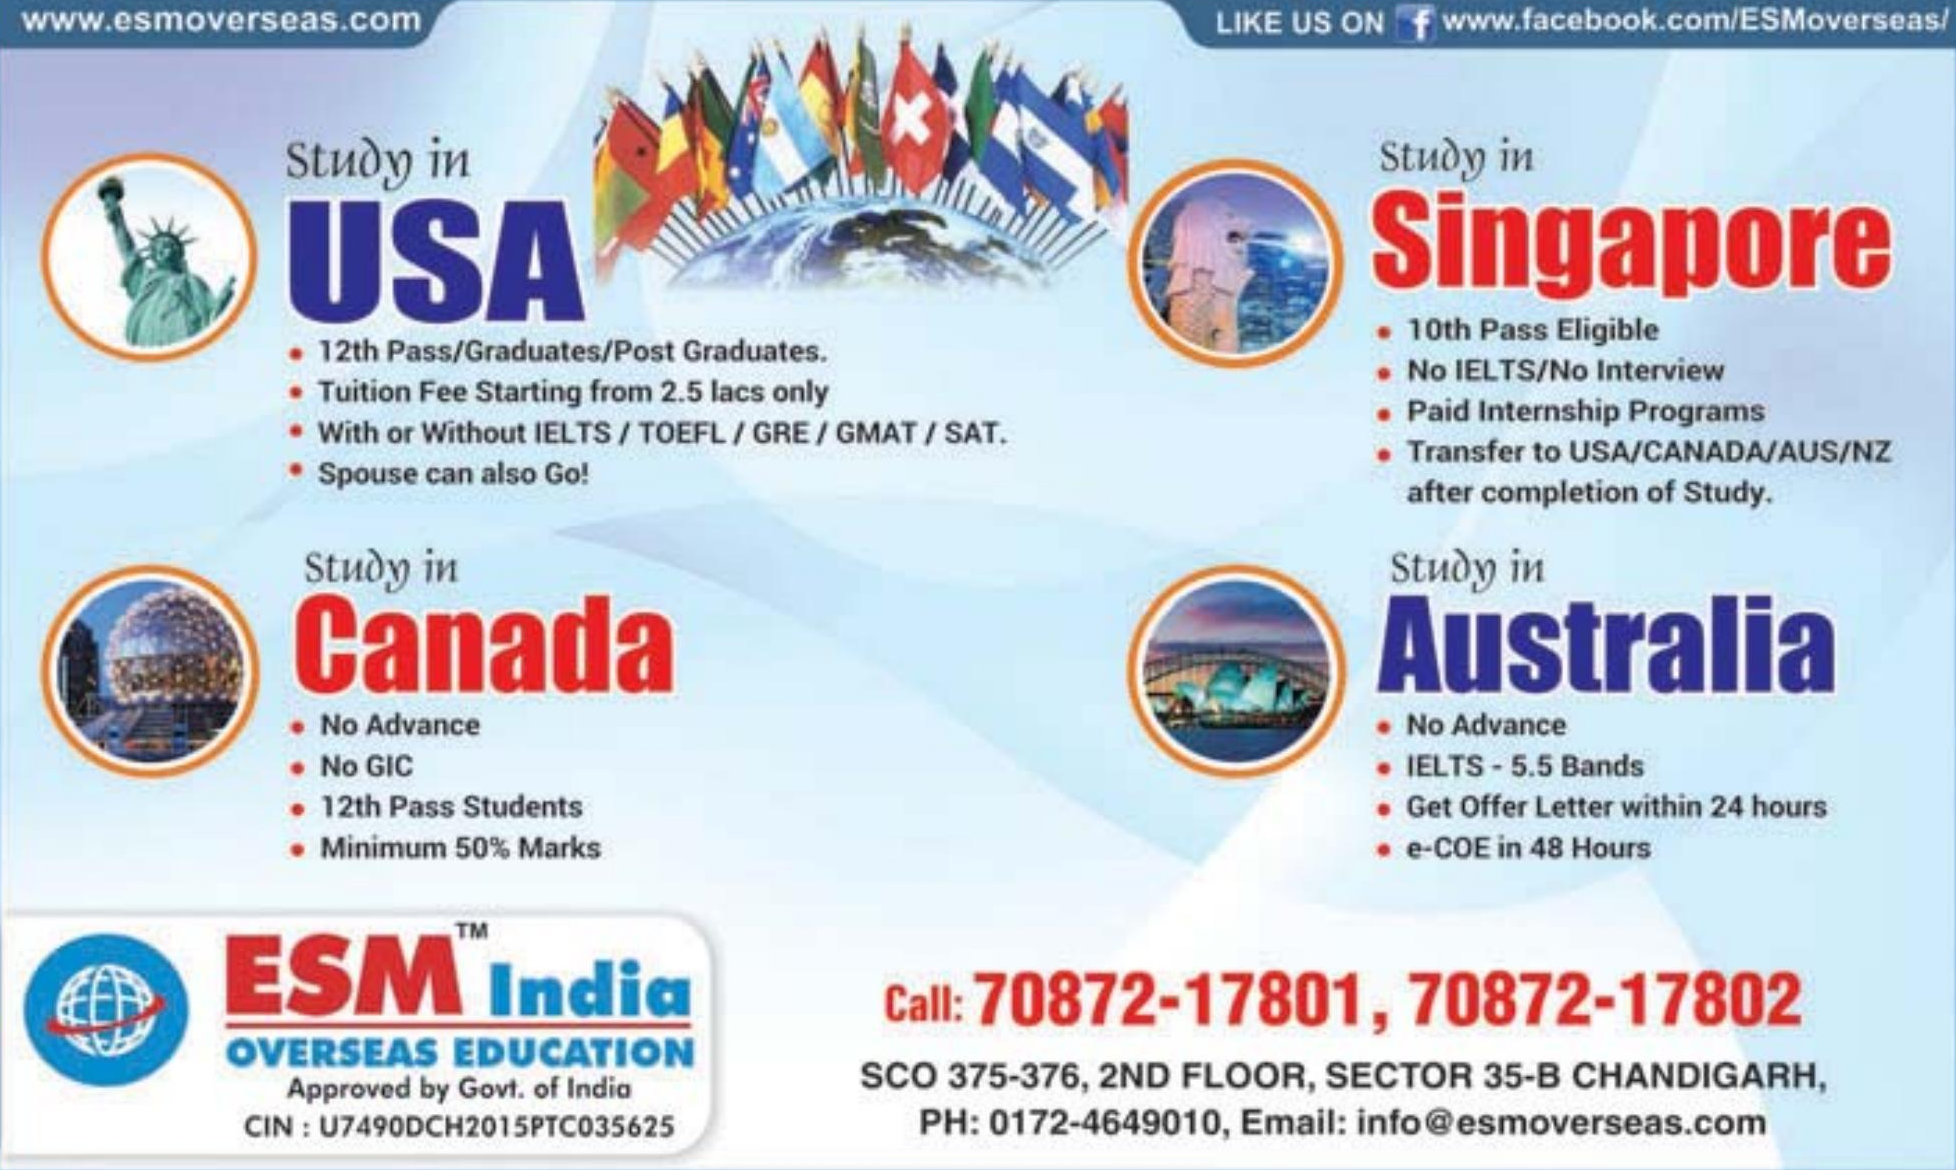 www.esmoverseas.com
LIKE US ON f www.facebook.com/ESMoverseas/
Study in
USA
• 12th Pass/Graduates/Post Graduates.
• Tuition Fee Starting from 2.5 lacs only
• With or Without IELTS / TOEFL / GRE / GMAT / SAT.
• Spouse can also Go!
Study in
Singapore
• 10th Pass Eligible
• No IELTS/No Interview
• Paid Internship Programs
• Transfer to USA/CANADA/AUS/NZ
after completion of Study.
Study in
Canada
• No Advance
• No GIC
• 12th Pass Students
• Minimum 50% Marks
Study in
Australia
• No Advance
• IELTS - 5.5 Bands
• Get Offer Letter within 24 hours
• e-COE in 48 Hours
ESM™ India
OVERSEAS EDUCATION
Approved by Govt. of India
CIN : U7490DCH2015PTC035625
Call: 70872-17801, 70872-17802
SCO 375-376, 2ND FLOOR, SECTOR 35-B CHANDIGARH,
PH: 0172-4649010, Email: info@esmoverseas.com